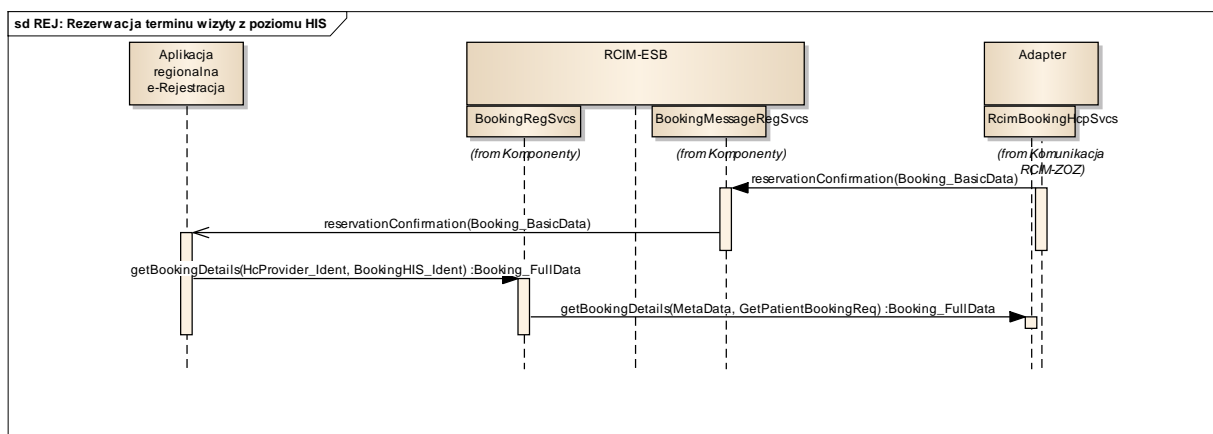 sd REJ: Rezerwacja terminu wizyty z poziomu HIS
Aplikacja
regionalna
e-Rejestracja
RCIM-ESB
Adapter
BookingRegSvcs
BookingMessageRegSvcs
RcimBookingHcpSvcs
(from Komponenty)
(from Komponenty)
(from Komunikacja
RCIM-ZOZ)
reservationConfirmation(Booking_BasicData)
reservationConfirmation(Booking_BasicData)
getBookingDetails(HcProvider_Ident, BookingHIS_Ident) :Booking_FullData
getBookingDetails(MetaData, GetPatientBookingReq) :Booking_FullData